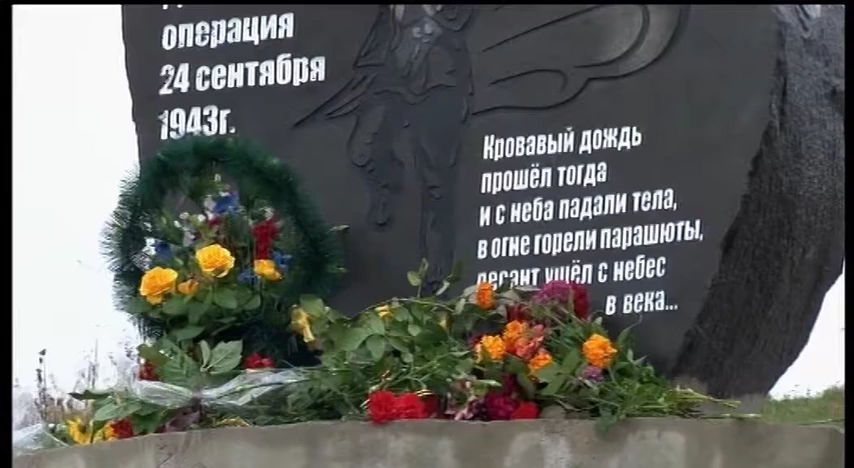 операция
24 сентября
1943г.
Кровавый дождь
прошёл тогда
и с неба падали тела,
в огне горели парашюты,
десант ушёл с небес
в века...